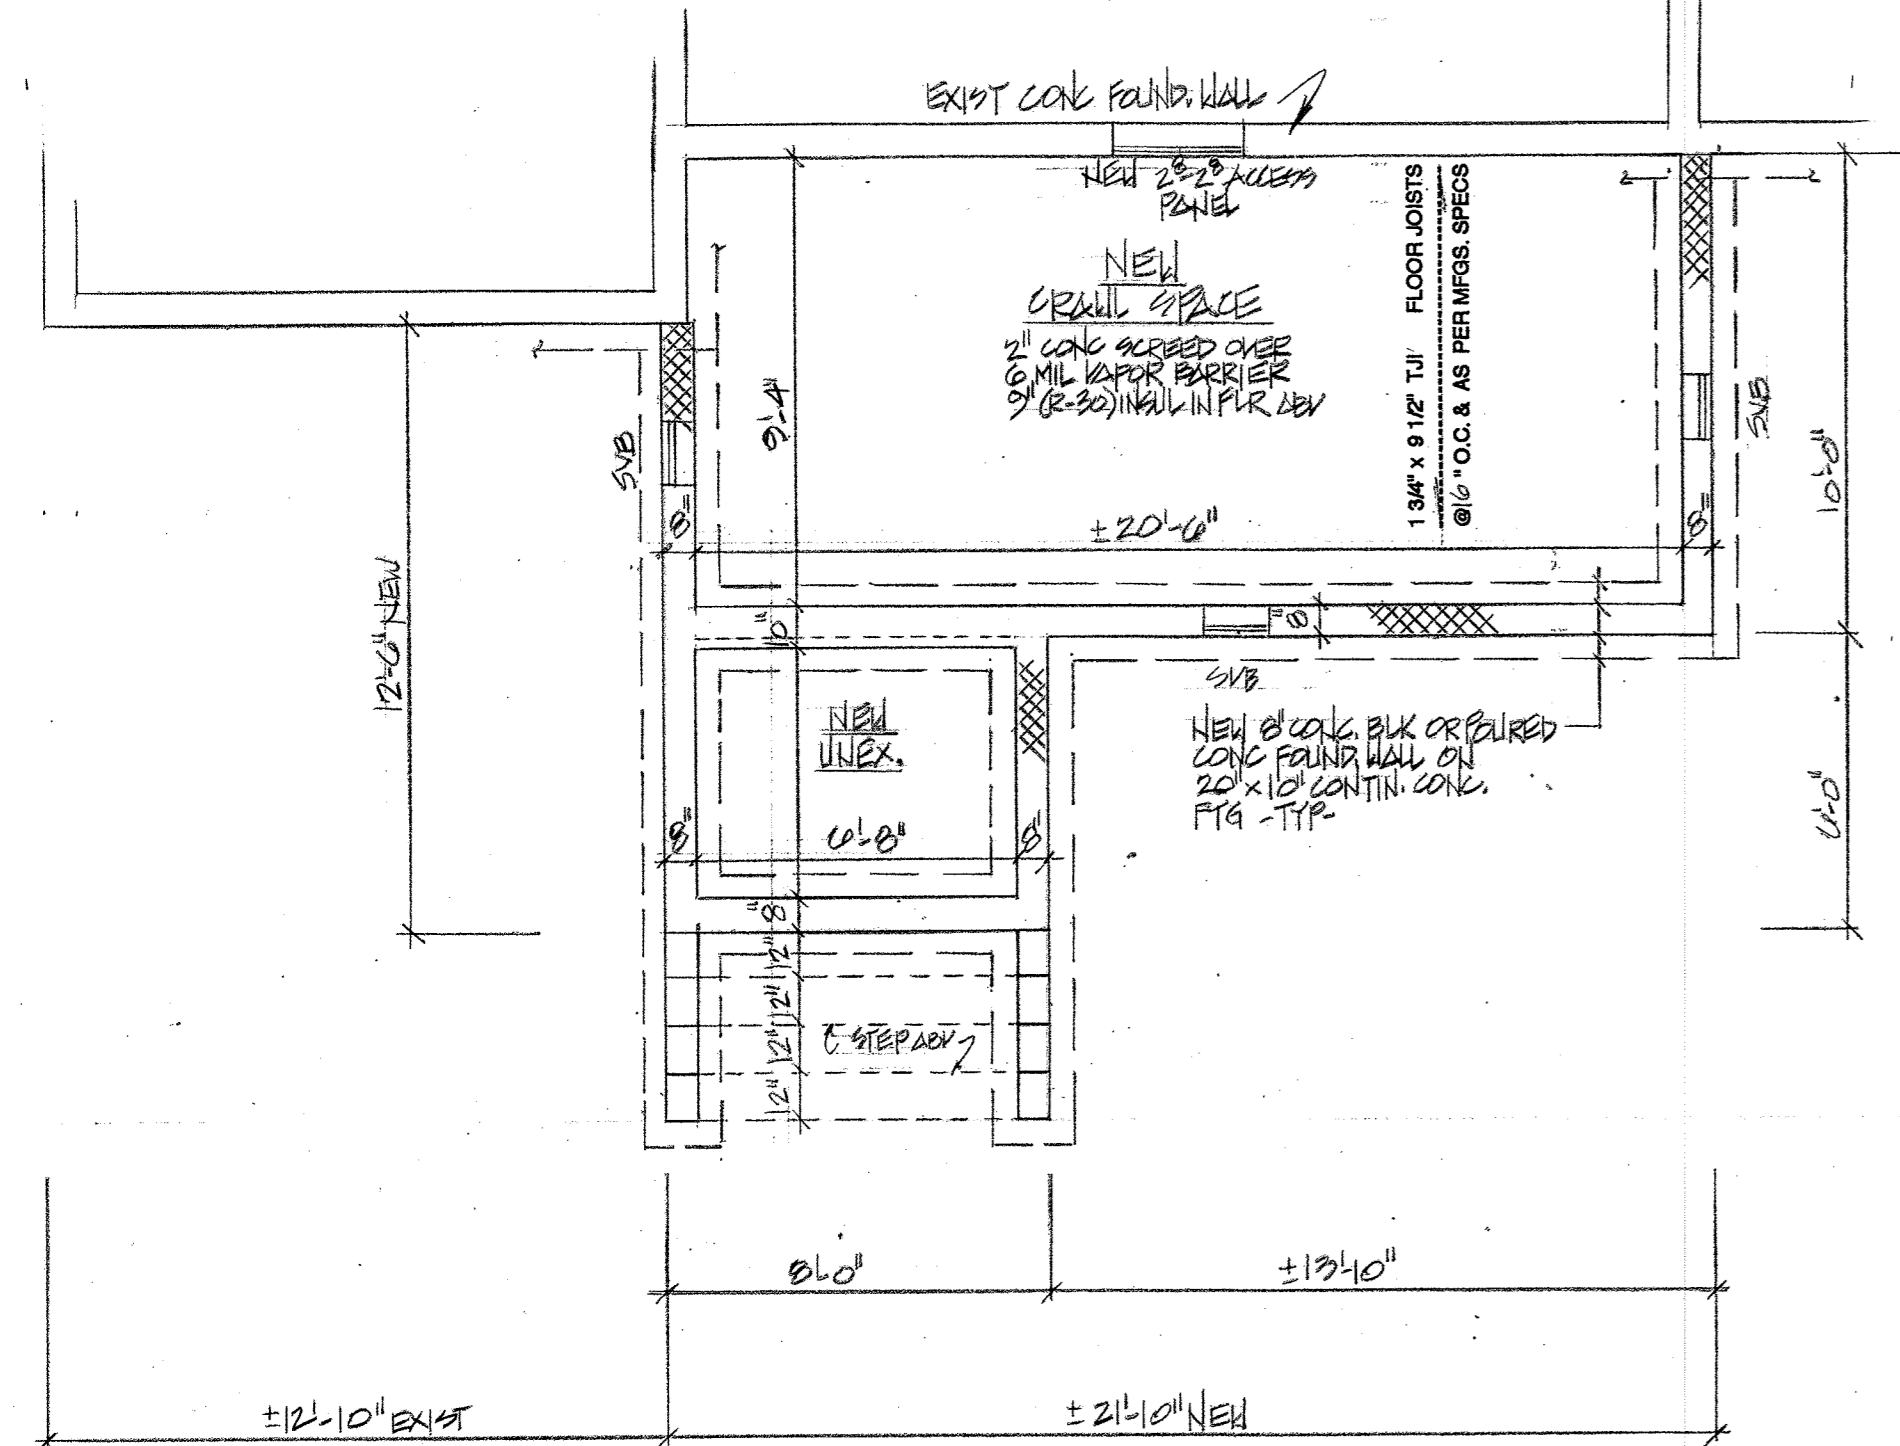 EXIST CONC FOUND. WALL
NEW 2⁸-2⁸ ACCESS
PANEL
NEW
CRAWL SPACE
2" CONC SCREED OVER
6 MIL VAPOR BARRIER
9" (R-30) INSUL IN FLR ABV
1 3/4" x 9 1/2" TJI FLOOR JOISTS
@16" O.C. & AS PER MFGS. SPECS
SVB
SVB
9'-4"
10'-0"
8"
±20'-6"
8"
12'-6" NEW
10"
8"
SVB
NEW
UNEX.
NEW 8" CONC. BLK OR POURED
CONC FOUND. WALL ON
20" x 10" CONTIN. CONC.
FTG -TYP-
6'-0"
8"
6'-8"
8"
8"
12"
12"
12"
12"
STEP ABV
8'-0"
±13'-10"
±12'-10" EXIST
±21'-10" NEW